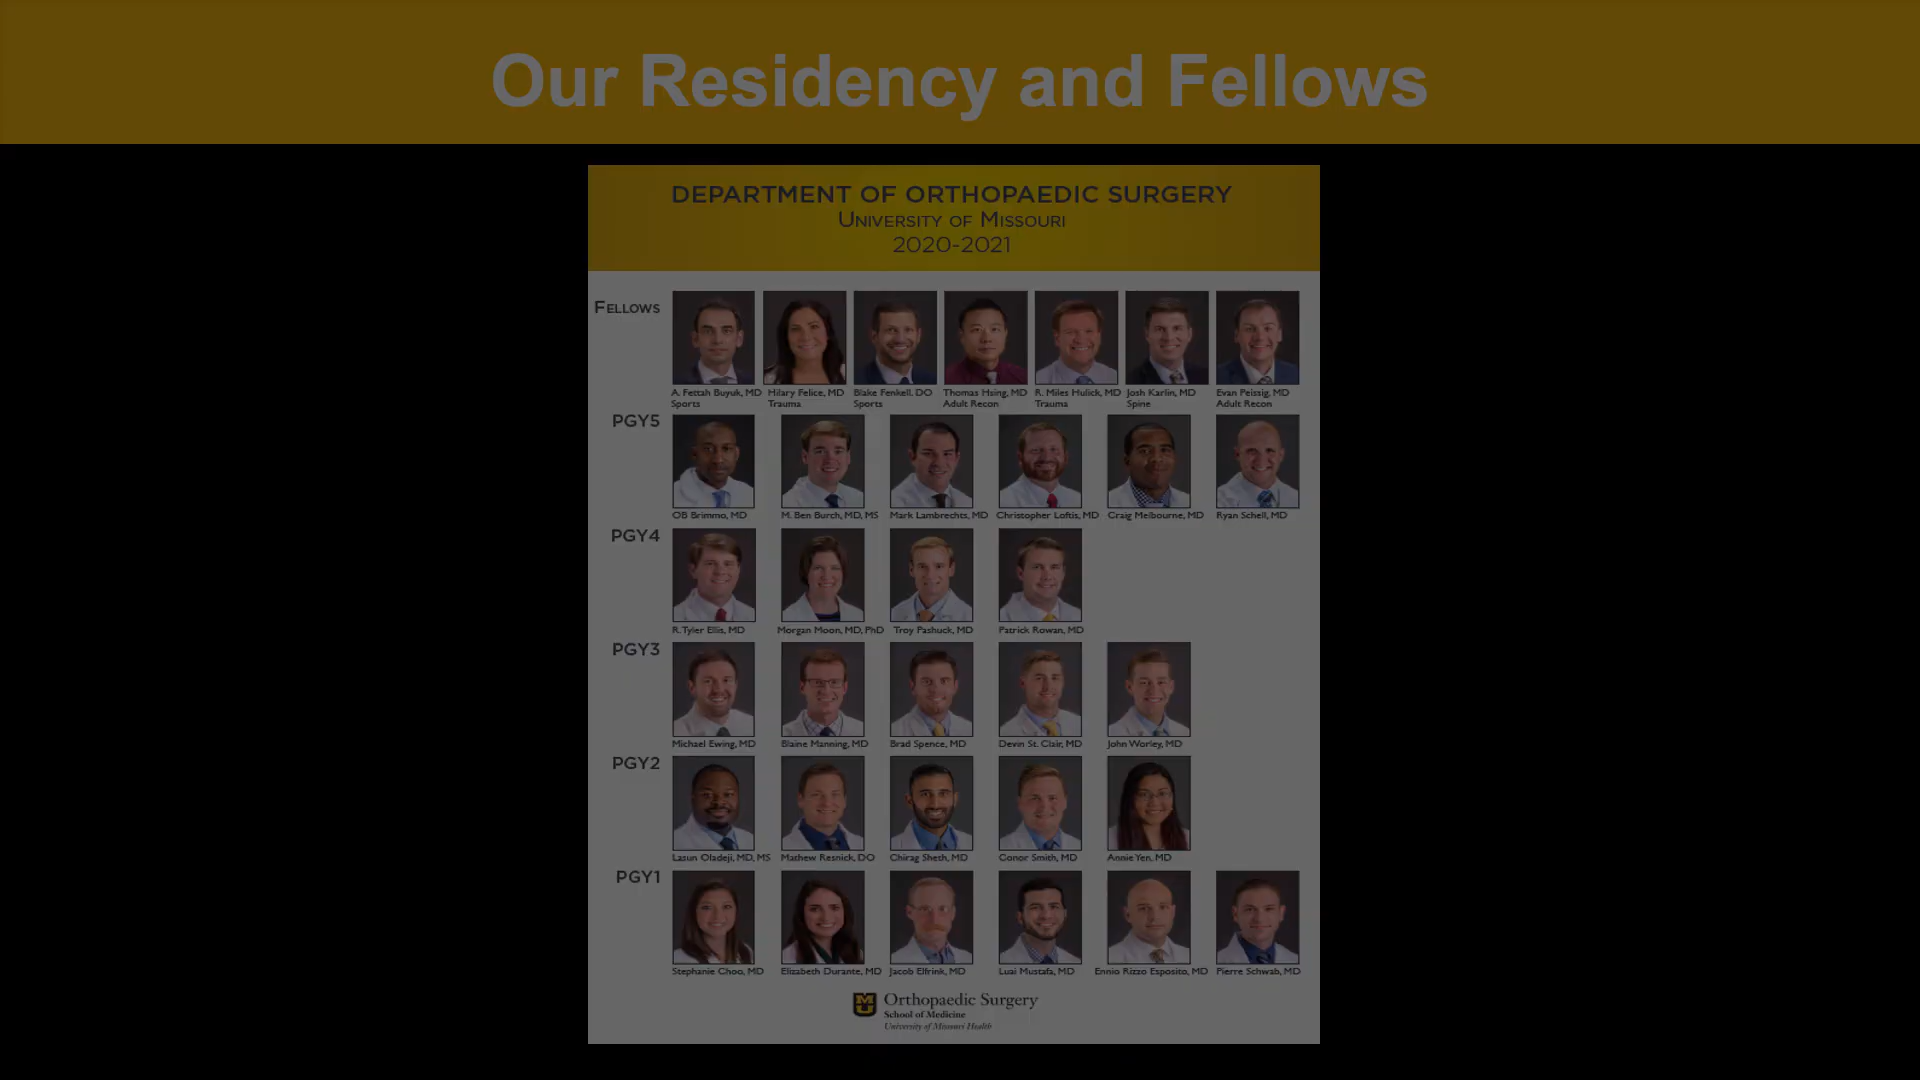 Our Residency and Fellows
DEPARTMENT OF ORTHOPAEDIC SURGERY
UNIVERSITY OF MISSOURI
2020-2021
FELLOWS
A. Fettah Buyuk, MD Hilary Felice, MD Blake Fenkell, DO Thomas Hsing, MD R. Miles Hulick, MD Josh Karlin, MD Evan Peissig, MD
Sports Trauma Sports Adult Recon Trauma Spine Adult Recon
PGY5
OB Brimmo, MD M. Ben Burch, MD, MS Mark Lambrechts, MD Christopher Loftis, MD Craig Melbourne, MD Ryan Schell, MD
PGY4
R. Tyler Ellis, MD Morgan Moon, MD, PhD Troy Pashuck, MD Patrick Rowan, MD
PGY3
Michael Ewing, MD Blaine Manning, MD Brad Spence, MD Devin St. Clair, MD John Worley, MD
PGY2
Lasun Oladeji, MD, MS Mathew Resnick, DO Chirag Sheth, MD Conor Smith, MD Annie Yen, MD
PGY1
Stephanie Choo, MD Elizabeth Durante, MD Jacob Elfrink, MD Luai Mustafa, MD Ennio Rizzo Esposito, MD Pierre Schwab, MD
MU
Orthopaedic Surgery
School of Medicine
University of Missouri Health